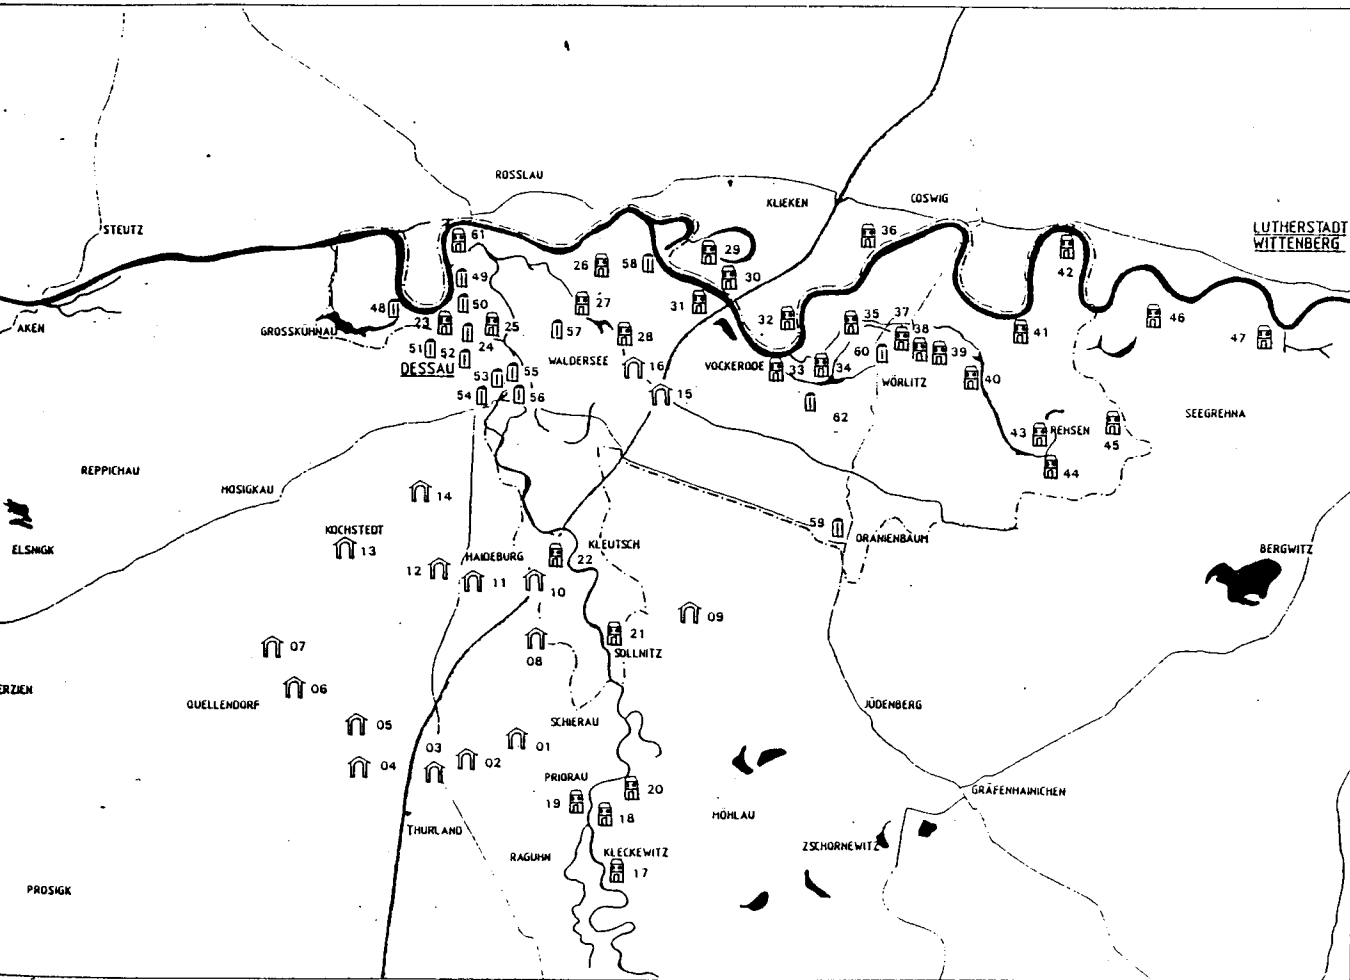 ROSSLAU
KLIEKEN
COSWIG
STEUTZ
LUTHERSTADT
WITTENBERG
61
36
29
42
26
58
49
30
27
31
48
50
32
35
37
46
AKEN
GROSSKÜHNAU
23
25
57
28
38
41
47
24
51
52
DESSAU
WALDERSEE
16
VOCKERODE
33
34
60
39
55
53
WÖRLITZ
40
54
56
15
62
SEEGREHNA
43
REHSEN
45
44
REPPICHAU
MOSIGKAU
14
59
KOCHSTEDT
13
ORANIENBAUM
ELSNIGK
HAIDEBURG
KLEUTSCH
BERGWITZ
22
12
11
10
09
21
07
08
SOLLNITZ
06
ERZIEN
QUELLENDORF
JÜDENBERG
05
SCHIERAU
01
03
02
04
PRIORAU
20
GRÄFENHAINICHEN
19
18
MÖHLAU
THURLAND
ZSCHORNEWITZ
RAGUHN
KLECKEWITZ
17
PROSIGK